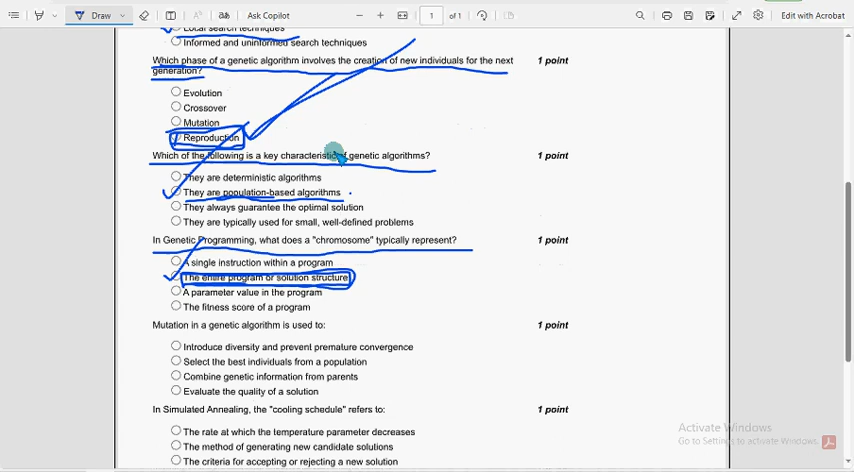 Draw
Ask Copilot
1 of 1
Edit with Acrobat
Local search techniques
Informed and uninformed search techniques
Which phase of a genetic algorithm involves the creation of new individuals for the next 1 point
generation?
Evolution
Crossover
Mutation
Reproduction
Which of the following is a key characteristic of genetic algorithms? 1 point
They are deterministic algorithms
They are population-based algorithms
They always guarantee the optimal solution
They are typically used for small, well-defined problems
In Genetic Programming, what does a "chromosome" typically represent? 1 point
A single instruction within a program
The entire program or solution structure
A parameter value in the program
The fitness score of a program
Mutation in a genetic algorithm is used to: 1 point
Introduce diversity and prevent premature convergence
Select the best individuals from a population
Combine genetic information from parents
Evaluate the quality of a solution
In Simulated Annealing, the "cooling schedule" refers to: 1 point
The rate at which the temperature parameter decreases
The method of generating new candidate solutions
The criteria for accepting or rejecting a new solution
Activate Windows
Go to Settings to activate Windows.